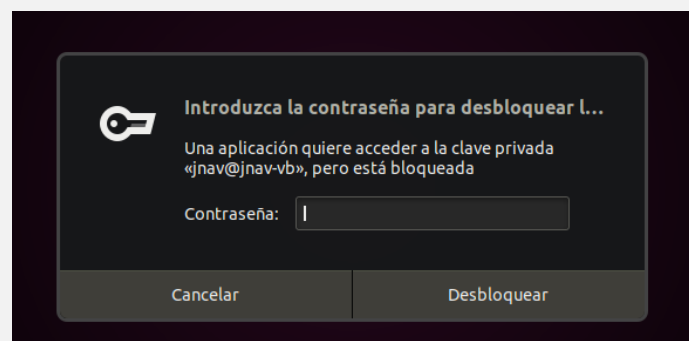 Introduzca la contraseña para desbloquear l...
Una aplicación quiere acceder a la clave privada
«jnav@jnav-vb», pero está bloqueada
Contraseña:
Cancelar Desbloquear